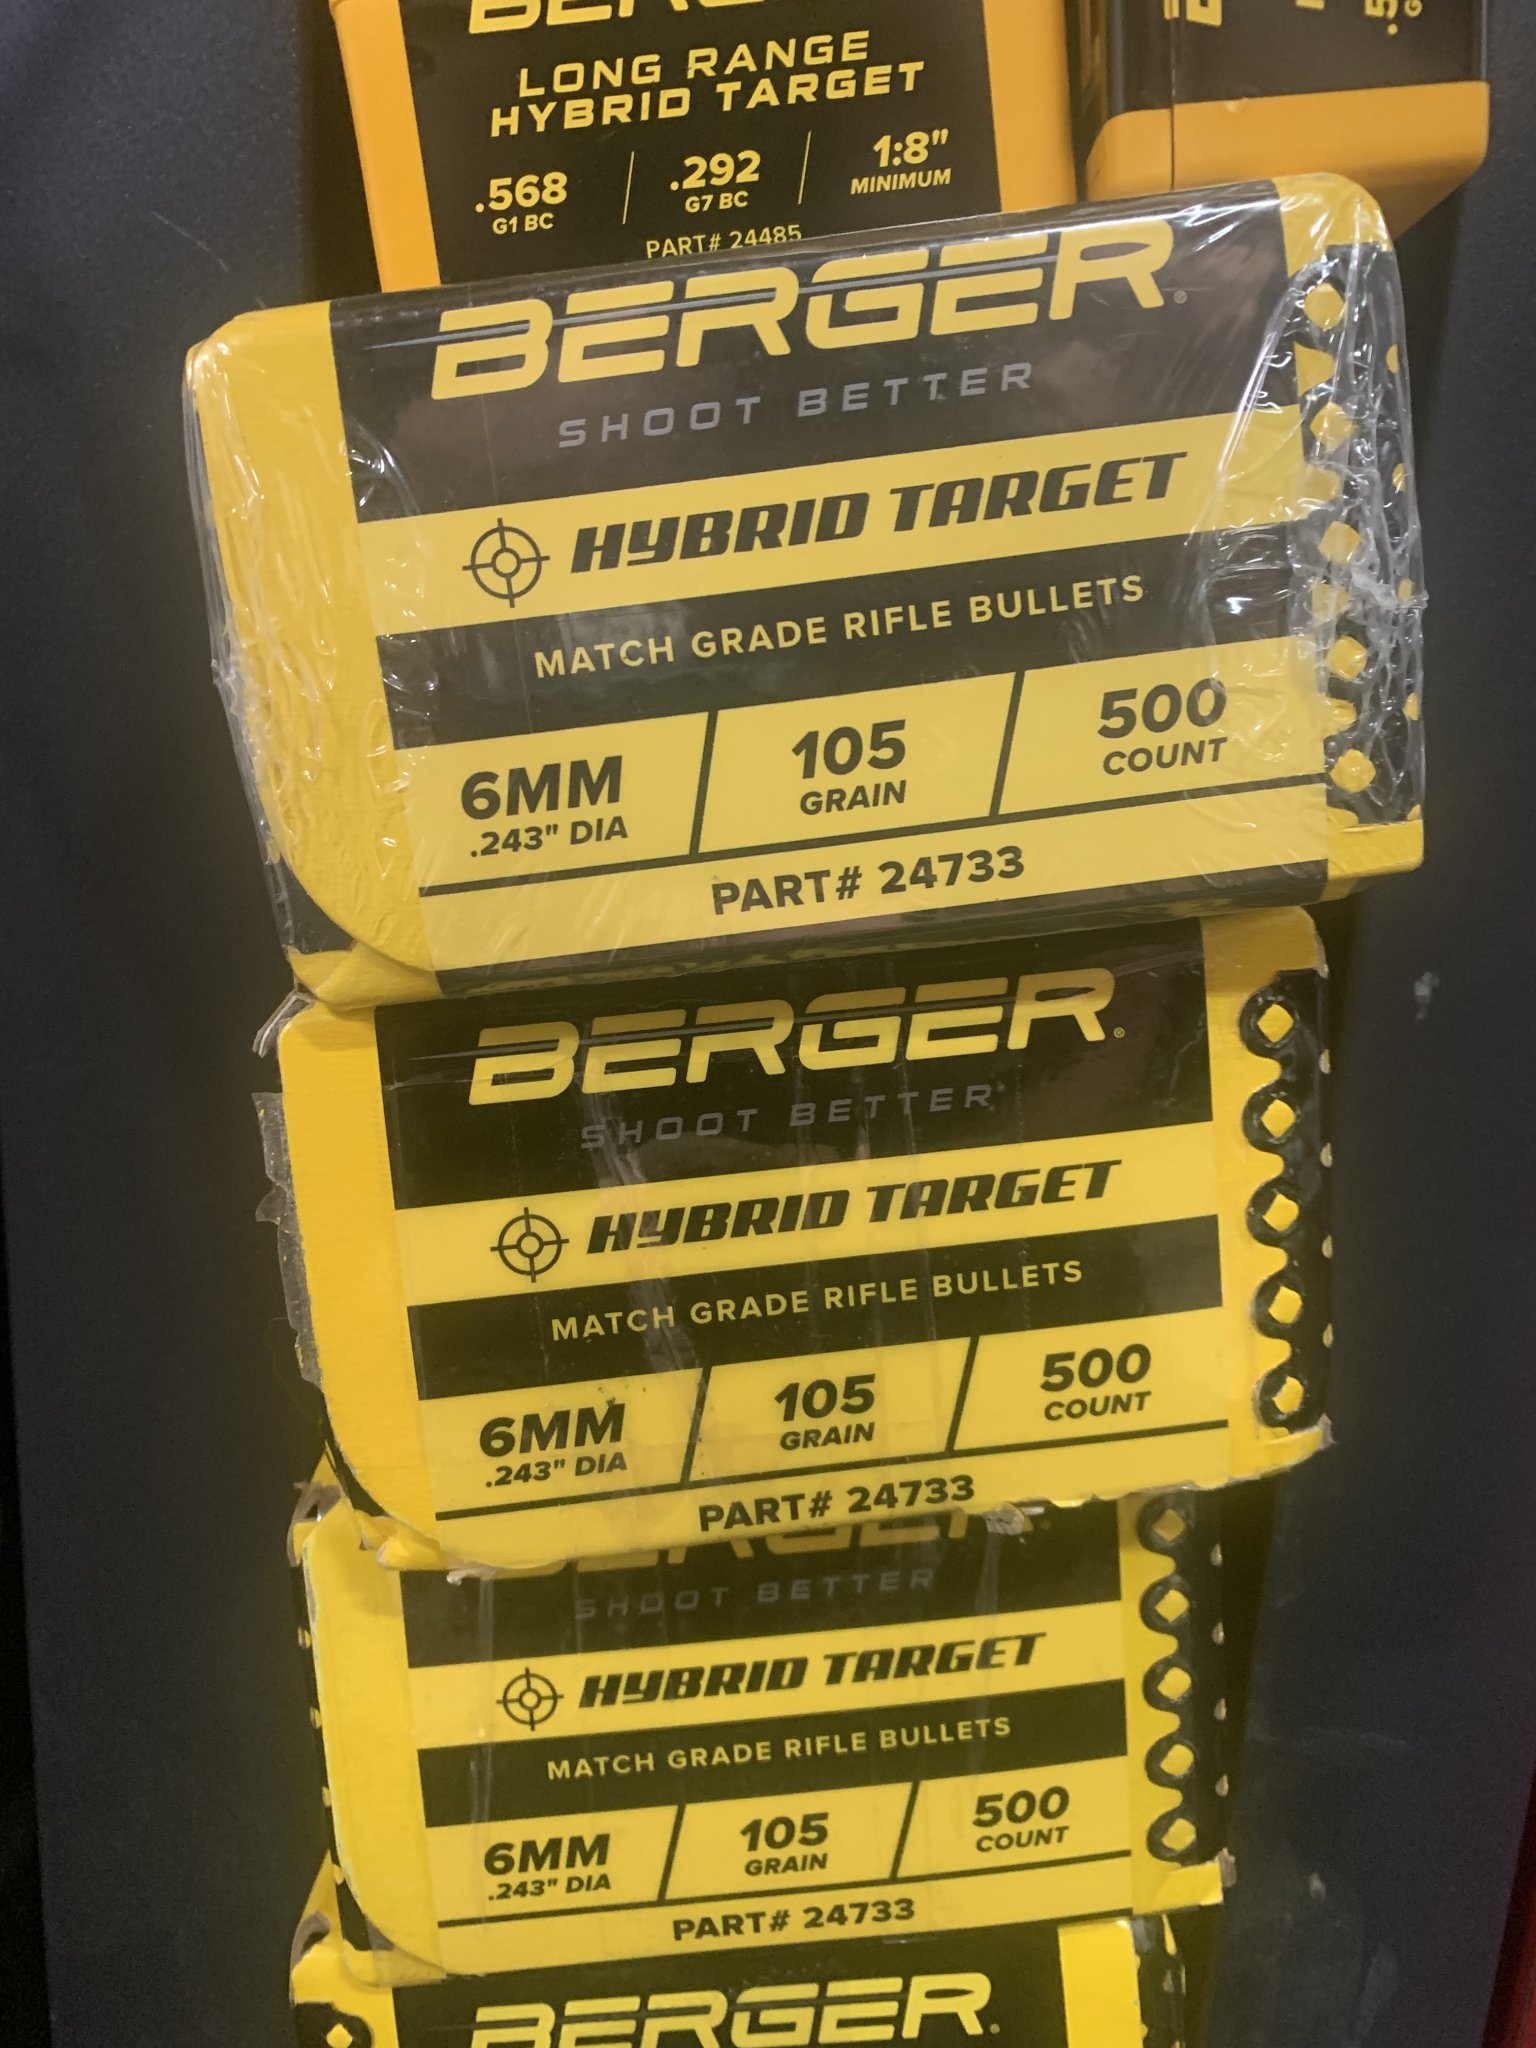 BERGER
LONG RANGE
HYBRID TARGET
.568
G1 BC
.292
G7 BC
1:8"
MINIMUM
PART# 24485
.5
BERGER®
SHOOT BETTER
HYBRID TARGET
MATCH GRADE RIFLE BULLETS
6MM
.243" DIA
105
GRAIN
500
COUNT
PART# 24733
BERGER®
SHOOT BETTER®
HYBRID TARGET
MATCH GRADE RIFLE BULLETS
6MM
.243" DIA
105
GRAIN
500
COUNT
PART# 24733
BERGER
SHOOT BETTER
HYBRID TARGET
MATCH GRADE RIFLE BULLETS
6MM
.243" DIA
105
GRAIN
500
COUNT
PART# 24733
BERGER®